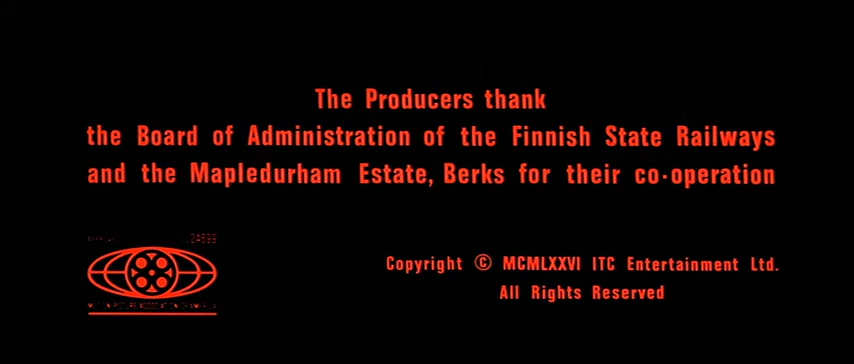 The Producers thank
the Board of Administration of the Finnish State Railways
and the Mapledurham Estate, Berks for their co·operation
Copyright © MCMLXXVI ITC Entertainment Ltd.
All Rights Reserved